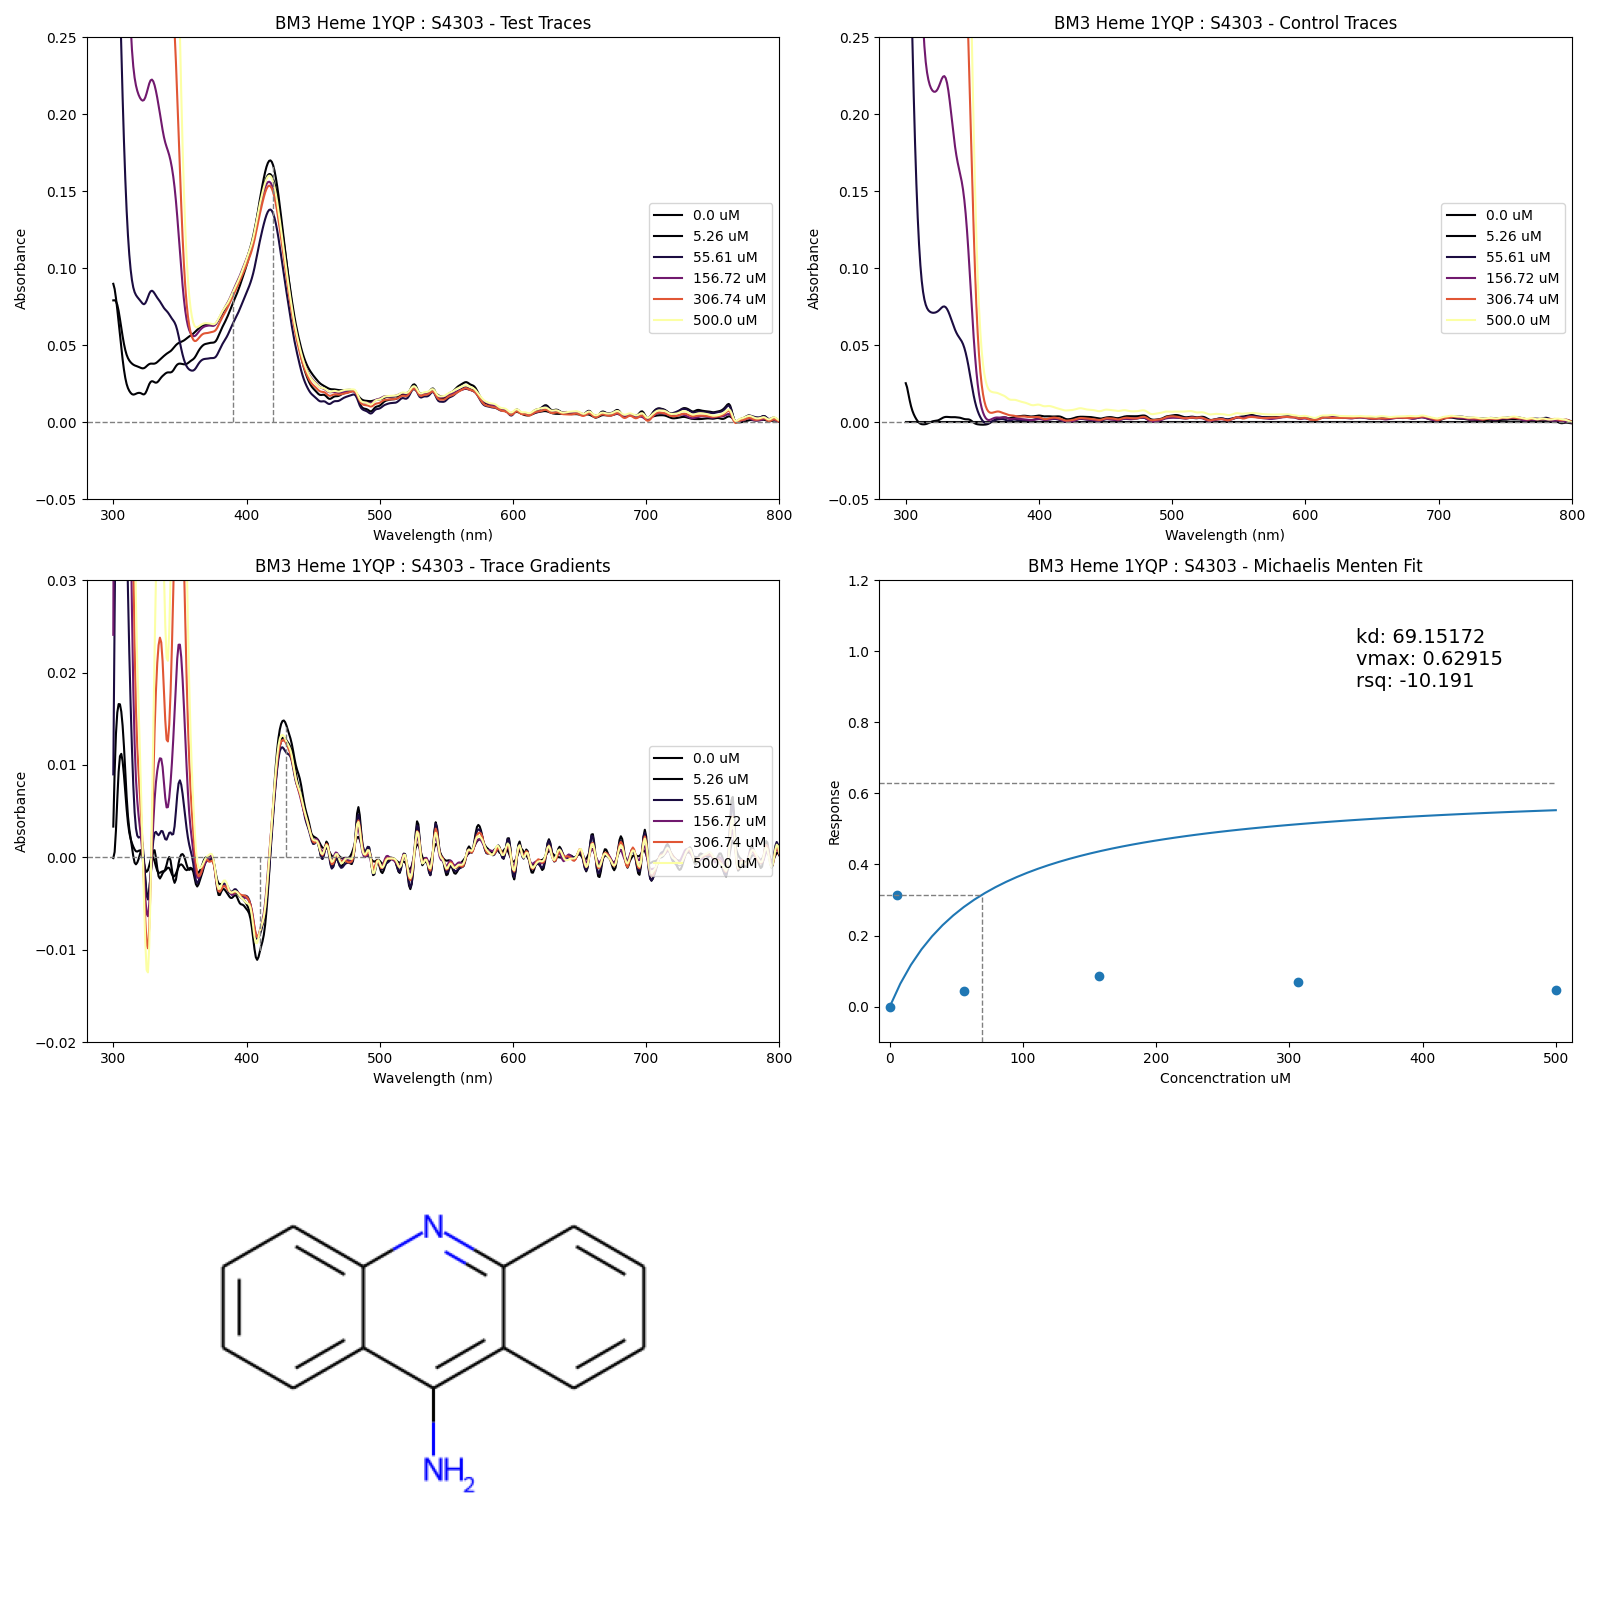 BM3 Heme 1YQP : S4303 - Test Traces
0.25
0.20
0.15
0.10
0.05
0.00
−0.05
Absorbance
0.0 uM
5.26 uM
55.61 uM
156.72 uM
306.74 uM
500.0 uM
300 400 500 600 700 800
Wavelength (nm)
BM3 Heme 1YQP : S4303 - Control Traces
0.25
0.20
0.15
0.10
0.05
0.00
−0.05
Absorbance
0.0 uM
5.26 uM
55.61 uM
156.72 uM
306.74 uM
500.0 uM
300 400 500 600 700 800
Wavelength (nm)
BM3 Heme 1YQP : S4303 - Trace Gradients
0.03
0.02
0.01
0.00
−0.01
−0.02
Absorbance
0.0 uM
5.26 uM
55.61 uM
156.72 uM
306.74 uM
500.0 uM
300 400 500 600 700 800
Wavelength (nm)
BM3 Heme 1YQP : S4303 - Michaelis Menten Fit
1.2
1.0
0.8
0.6
0.4
0.2
0.0
Response
kd: 69.15172
vmax: 0.62915
rsq: -10.191
0 100 200 300 400 500
Concenctration uM
N
NH2